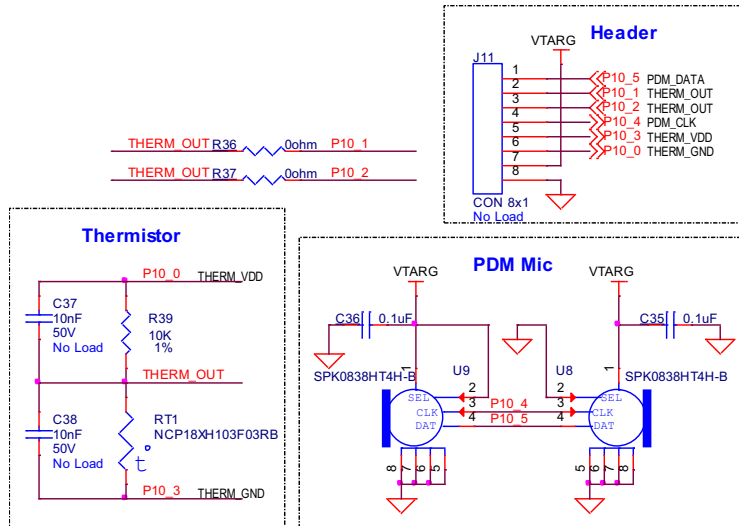 Header
VTARG
J11
1 P10_5 PDM_DATA
2 P10_1 THERM_OUT
3 P10_2 THERM_OUT
4 P10_4 PDM_CLK
5 P10_3 THERM_VDD
6 P10_0 THERM_GND
7
8
CON 8x1
No Load
THERM_OUT R36 0ohm P10_1
THERM_OUT R37 0ohm P10_2
Thermistor
P10_0 THERM_VDD
C37
10nF
50V
No Load
R39
10K
1%
THERM_OUT
C38
10nF
50V
No Load
RT1
NCP18XH103F03RB
t°
P10_3 THERM_GND
PDM Mic
VTARG VTARG
C36 0.1uF C35 0.1uF
1 1
SPK0838HT4H-B U9 U8 SPK0838HT4H-B
SEL 2 2 SEL
CLK 3 P10_4 3 CLK
DAT 4 P10_5 4 DAT
8 7 6 5 5 6 7 8